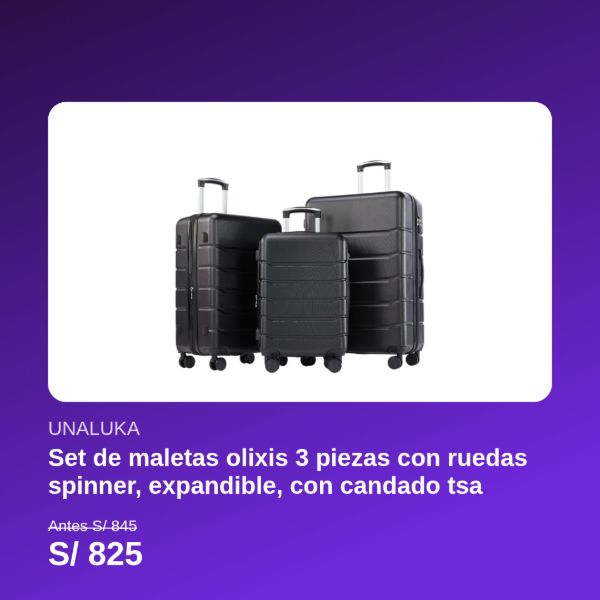 UNALUKA
Set de maletas olixis 3 piezas con ruedas
spinner, expandible, con candado tsa
Antes S/ 845
S/ 825